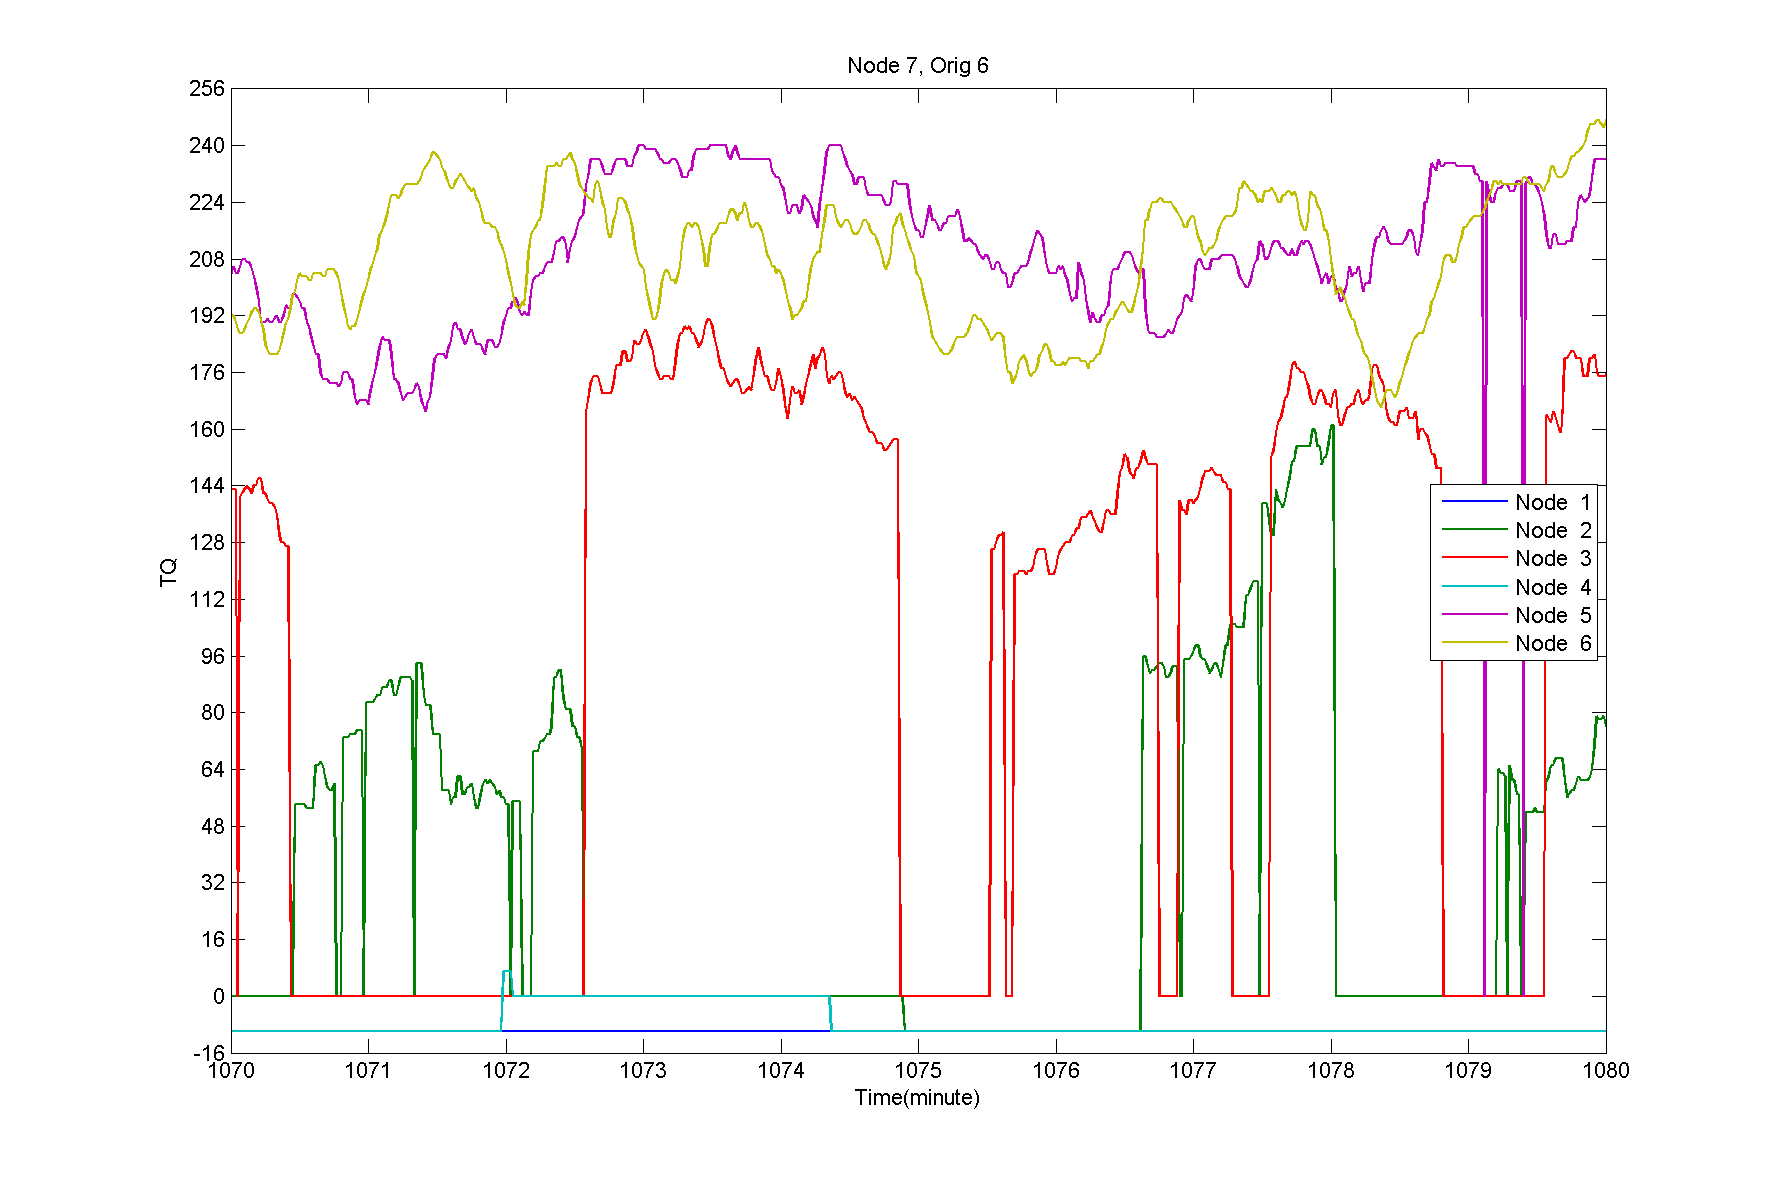 Node 7, Orig 6
256
240
224
208
192
176
160
144
128
112
96
80
64
48
32
16
0
-16
TQ
Node 1
Node 2
Node 3
Node 4
Node 5
Node 6
1070 1071 1072 1073 1074 1075 1076 1077 1078 1079 1080
Time(minute)